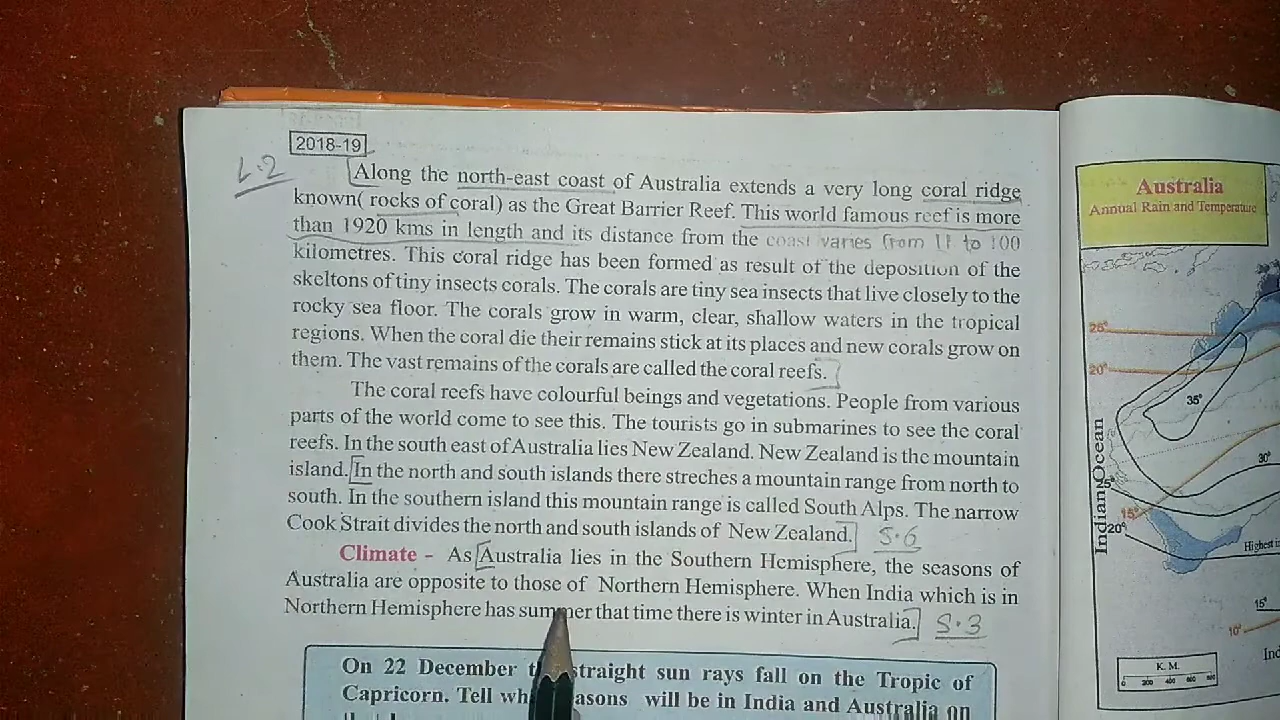 2018-19
L.2
Along the north-east coast of Australia extends a very long coral ridge
known( rocks of coral) as the Great Barrier Reef. This world famous reef is more
than 1920 kms in length and its distance from the coast varies from 11 to 100
kilometres. This coral ridge has been formed as result of the deposition of the
skeltons of tiny insects corals. The corals are tiny sea insects that live closely to the
rocky sea floor. The corals grow in warm, clear, shallow waters in the tropical
regions. When the coral die their remains stick at its places and new corals grow on
them. The vast remains of the corals are called the coral reefs.
The coral reefs have colourful beings and vegetations. People from various
parts of the world come to see this. The tourists go in submarines to see the coral
reefs. In the south east of Australia lies New Zealand. New Zealand is the mountain
island. In the north and south islands there streches a mountain range from north to
south. In the southern island this mountain range is called South Alps. The narrow
Cook Strait divides the north and south islands of New Zealand. S.6
Climate - As Australia lies in the Southern Hemisphere, the seasons of
Australia are opposite to those of Northern Hemisphere. When India which is in
Northern Hemisphere has summer that time there is winter in Australia. S.3
On 22 December straight sun rays fall on the Tropic of
Capricorn. Tell will be in India and Australia on
Australia
Annual Rain and Temperature
25°
20°
35°
30°
Indian Ocean
25°
15°
20°
Highest
15°
10°
K. M.
0 200 400 600 800